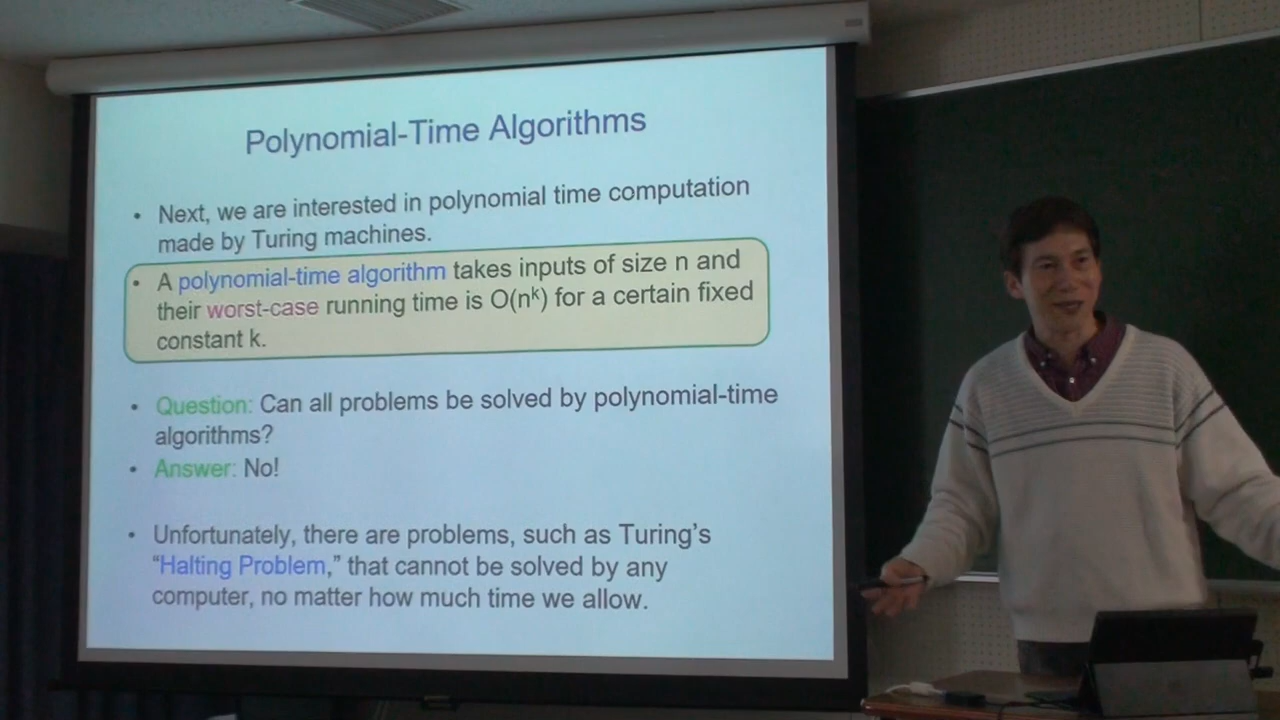 Polynomial-Time Algorithms
• Next, we are interested in polynomial time computation
made by Turing machines.
• A polynomial-time algorithm takes inputs of size n and
their worst-case running time is O(nᵏ) for a certain fixed
constant k.
• Question: Can all problems be solved by polynomial-time
algorithms?
• Answer: No!
• Unfortunately, there are problems, such as Turing's
"Halting Problem," that cannot be solved by any
computer, no matter how much time we allow.